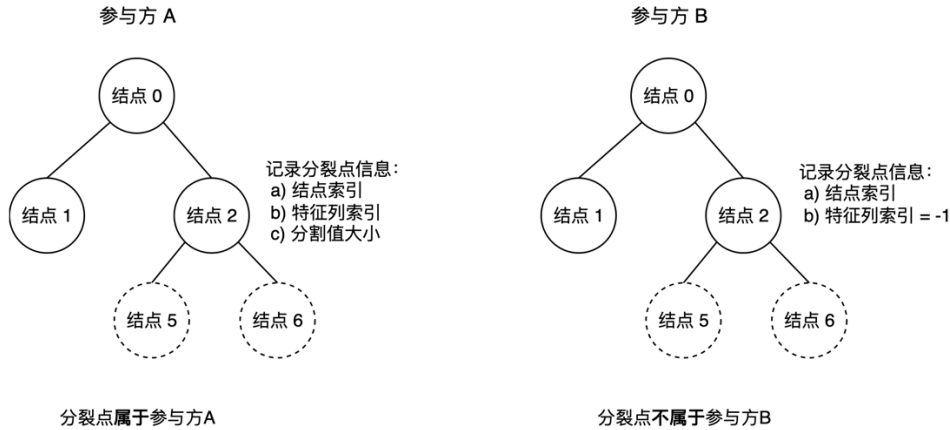 参与方 A
结点 0
结点 1
结点 2
记录分裂点信息：
a) 结点索引
b) 特征列索引
c) 分割值大小
结点 5
结点 6
分裂点属于参与方A
参与方 B
结点 0
结点 1
结点 2
记录分裂点信息：
a) 结点索引
b) 特征列索引 = -1
结点 5
结点 6
分裂点不属于参与方B